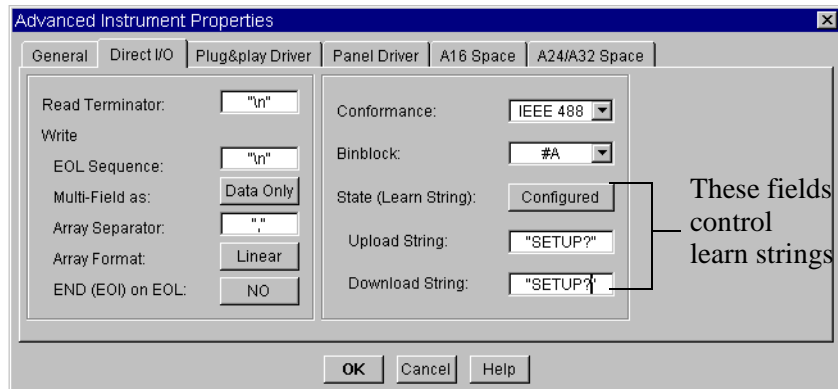 Advanced Instrument Properties
General Direct I/O Plug&play Driver Panel Driver A16 Space A24/A32 Space
Read Terminator: "\n"
Write
EOL Sequence: "\n"
Multi-Field as: Data Only
Array Separator: ","
Array Format: Linear
END (EOI) on EOL: NO
Conformance: IEEE 488
Binblock: #A
State (Learn String): Configured
Upload String: "SETUP?"
Download String: "SETUP?"
These fields
control
learn strings
OK Cancel Help